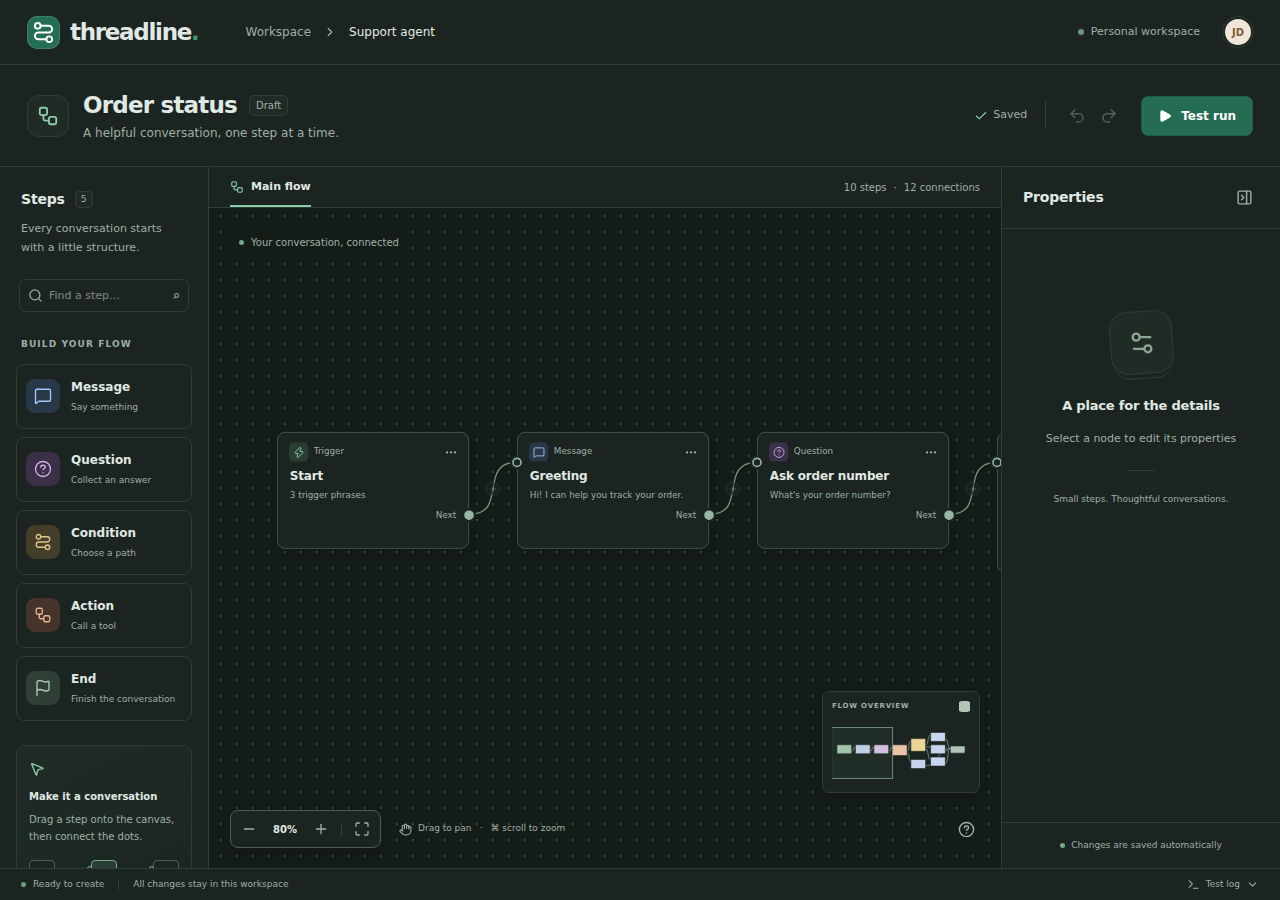 threadline.
Workspace
Support agent
Personal workspace
JD
Order status
Draft
A helpful conversation, one step at a time.
Saved
Test run
Steps
5
Every conversation starts
with a little structure.
Find a step...
BUILD YOUR FLOW
Message
Say something
Question
Collect an answer
Condition
Choose a path
Action
Call a tool
End
Finish the conversation
Make it a conversation
Drag a step onto the canvas,
then connect the dots.
Main flow
10 steps · 12 connections
Your conversation, connected
Trigger
Start
3 trigger phrases
Next
Message
Greeting
Hi! I can help you track your order.
Next
Question
Ask order number
What's your order number?
Next
FLOW OVERVIEW
80%
Drag to pan · ⌘ scroll to zoom
Properties
A place for the details
Select a node to edit its properties
Small steps. Thoughtful conversations.
Changes are saved automatically
Ready to create
All changes stay in this workspace
Test log